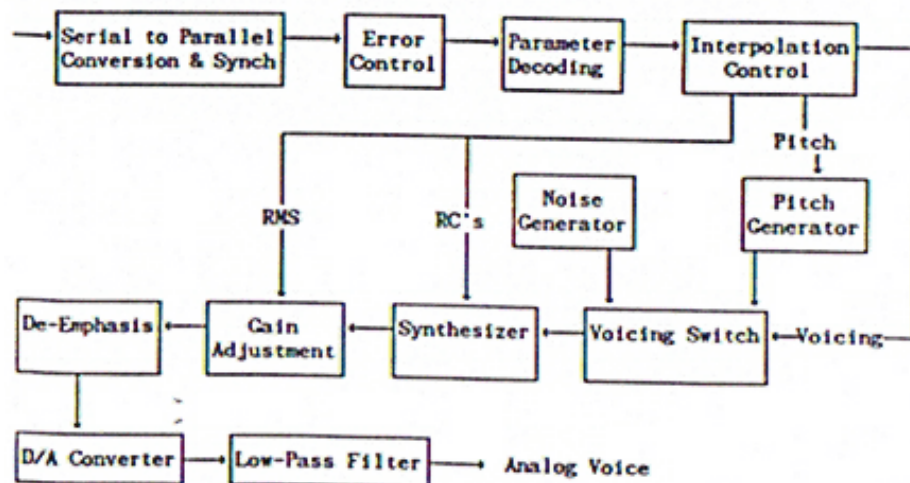 Serial to Parallel
Conversion & Synch
Error
Control
Parameter
Decoding
Interpolation
Control
Pitch
Noise
Generator
Pitch
Generator
RMS
RC's
De-Emphasis
Gain
Adjustment
Synthesizer
Voicing Switch
Voicing
D/A Converter
Low-Pass Filter
Analog Voice